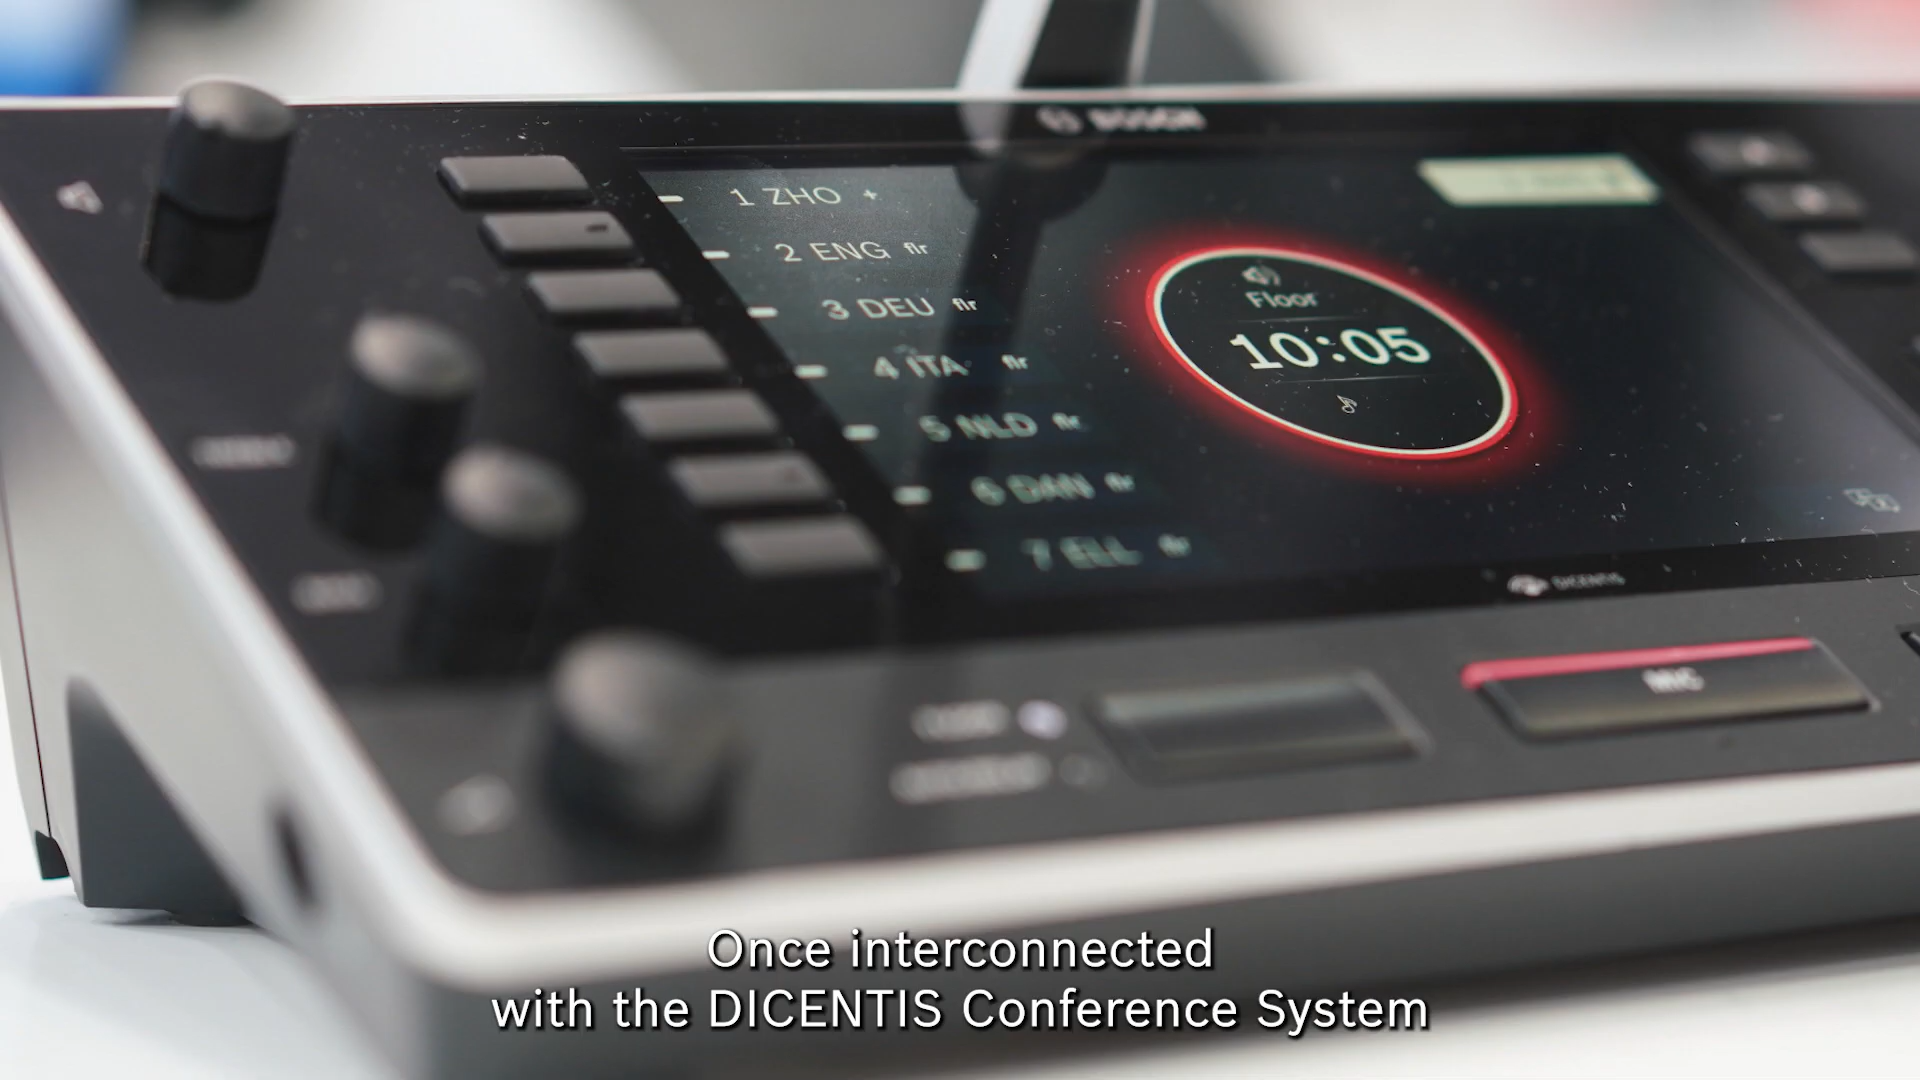 BOSCH
1 ZHO +
2 ENG flr
3 DEU flr
4 ITA flr
5 NLD flr
6 DAN flr
7 ELL flr
Floor
10:05
DICENTIS
MIC
Once interconnected
with the DICENTIS Conference System